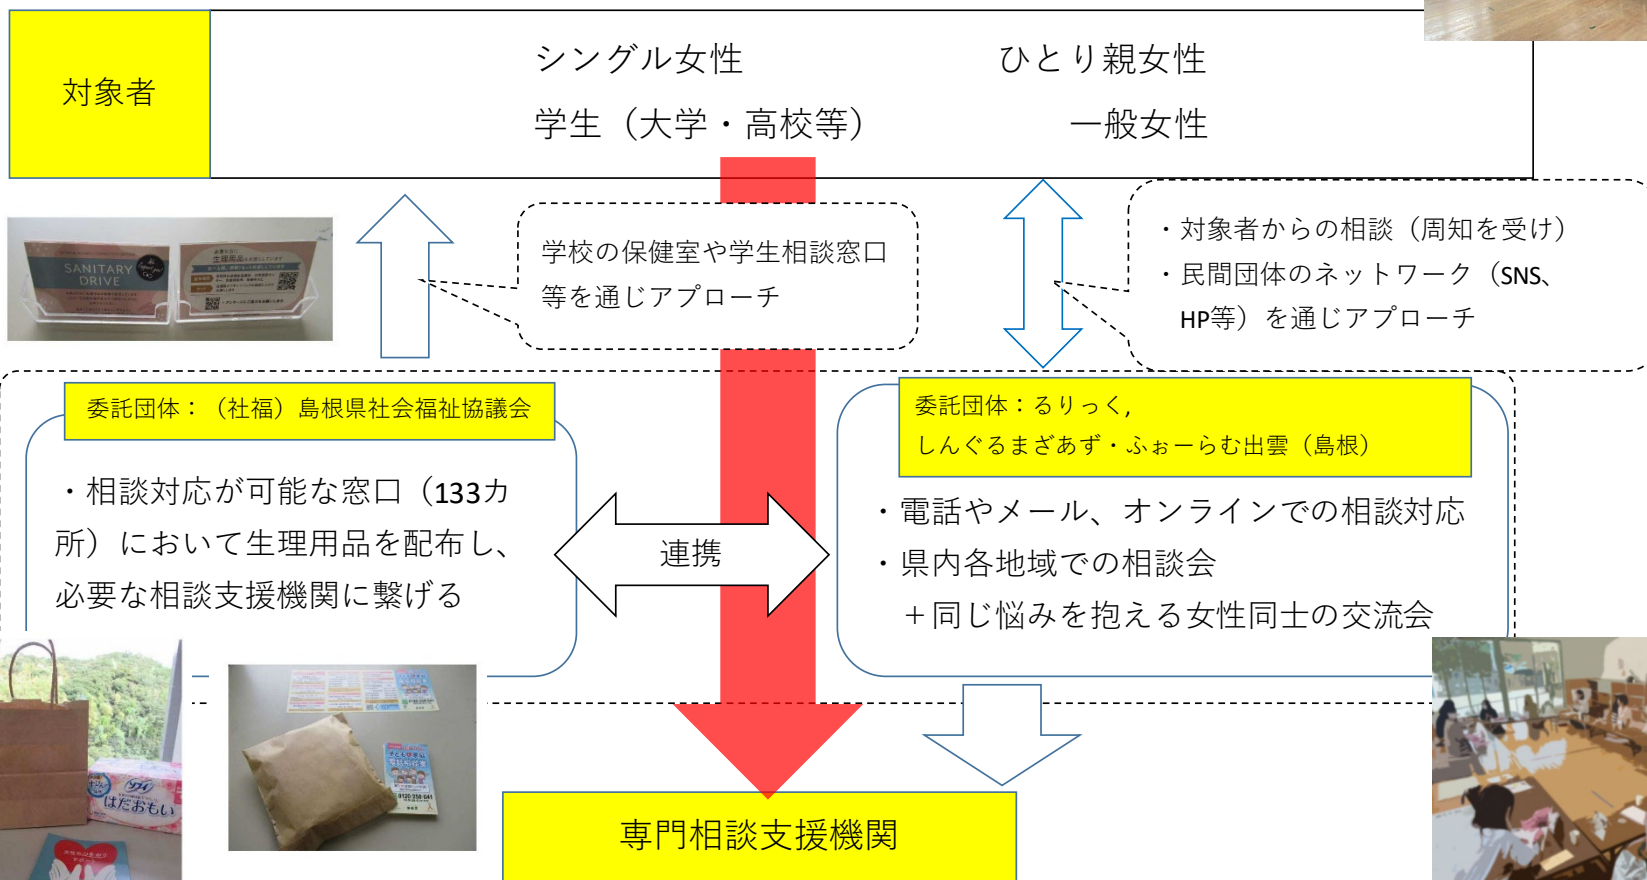 対象者
シングル女性
ひとり親女性
学生（大学・高校等）
一般女性
学校の保健室や学生相談窓口
等を通じアプローチ
・対象者からの相談（周知を受け）
・民間団体のネットワーク（SNS、
HP等）を通じアプローチ
SANITARY
DRIVE
生理用品
委託団体：（社福）島根県社会福祉協議会
・相談対応が可能な窓口（133カ
所）において生理用品を配布し、
必要な相談支援機関に繋げる
連携
委託団体：るりっく,
しんぐるまざあず・ふぉーらむ出雲（島根）
・電話やメール、オンラインでの相談対応
・県内各地域での相談会
＋同じ悩みを抱える女性同士の交流会
ソフィ
はだおもい
専門相談支援機関